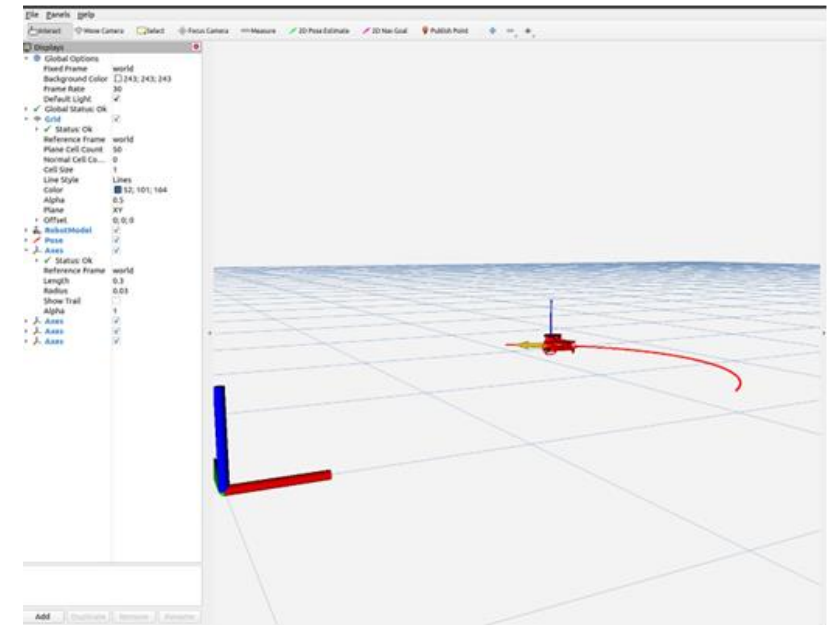 File Panels Help
Interact Move Camera Select Focus Camera Measure 2D Pose Estimate 2D Nav Goal Publish Point
Displays
Global Options
Fixed Frame world
Background Color 243; 243; 243
Frame Rate 30
Default Light
Global Status: Ok
Grid
Status: Ok
Reference Frame world
Plane Cell Count 50
Normal Cell Co... 0
Cell Size 1
Line Style Lines
Color 52; 101; 164
Alpha 0.5
Plane XY
Offset 0; 0; 0
RobotModel
Pose
Axes
Status: Ok
Reference Frame world
Length 0.3
Radius 0.03
Show Trail
Alpha 1
Axes
Axes
Axes
Add Duplicate Remove Rename